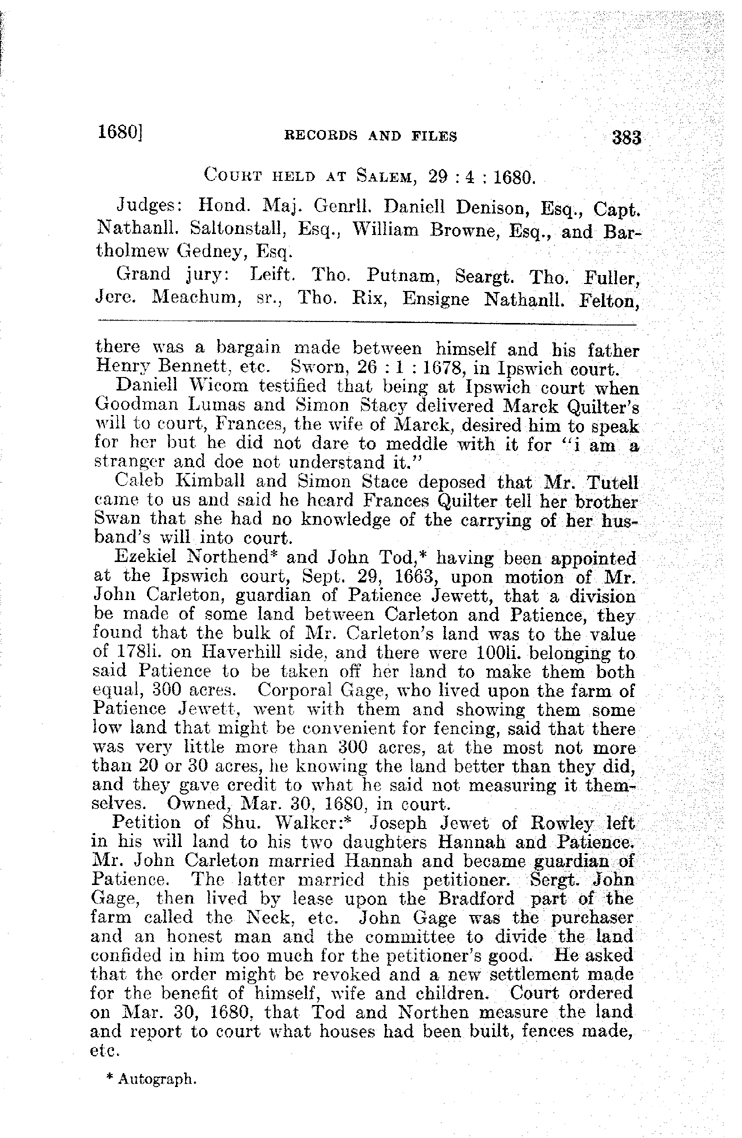 1680]
RECORDS AND FILES
383
COURT HELD AT SALEM, 29 : 4 : 1680.
Judges: Hond. Maj. Genrll. Daniell Denison, Esq., Capt.
Nathanll. Saltonstall, Esq., William Browne, Esq., and Bar-
tholmew Gedney, Esq.
Grand jury: Leift. Tho. Putnam, Seargt. Tho. Fuller,
Jere. Meachum, sr., Tho. Rix, Ensigne Nathanll. Felton,
there was a bargain made between himself and his father
Henry Bennett, etc. Sworn, 26 : 1 : 1678, in Ipswich court.
Daniell Wicom testified that being at Ipswich court when
Goodman Lumas and Simon Stacy delivered Marck Quilter's
will to court, Frances, the wife of Marck, desired him to speak
for her but he did not dare to meddle with it for "i am a
stranger and doe not understand it."
Caleb Kimball and Simon Stace deposed that Mr. Tutell
came to us and said he heard Frances Quilter tell her brother
Swan that she had no knowledge of the carrying of her hus-
band's will into court.
Ezekiel Northend* and John Tod,* having been appointed
at the Ipswich court, Sept. 29, 1663, upon motion of Mr.
John Carleton, guardian of Patience Jewett, that a division
be made of some land between Carleton and Patience, they
found that the bulk of Mr. Carleton's land was to the value
of 178li. on Haverhill side, and there were 100li. belonging to
said Patience to be taken off her land to make them both
equal, 300 acres. Corporal Gage, who lived upon the farm of
Patience Jewett, went with them and showing them some
low land that might be convenient for fencing, said that there
was very little more than 300 acres, at the most not more
than 20 or 30 acres, he knowing the land better than they did,
and they gave credit to what he said not measuring it them-
selves. Owned, Mar. 30, 1680, in court.
Petition of Shu. Walker:* Joseph Jewet of Rowley left
in his will land to his two daughters Hannah and Patience.
Mr. John Carleton married Hannah and became guardian of
Patience. The latter married this petitioner. Sergt. John
Gage, then lived by lease upon the Bradford part of the
farm called the Neck, etc. John Gage was the purchaser
and an honest man and the committee to divide the land
confided in him too much for the petitioner's good. He asked
that the order might be revoked and a new settlement made
for the benefit of himself, wife and children. Court ordered
on Mar. 30, 1680, that Tod and Northen measure the land
and report to court what houses had been built, fences made,
etc.
* Autograph.